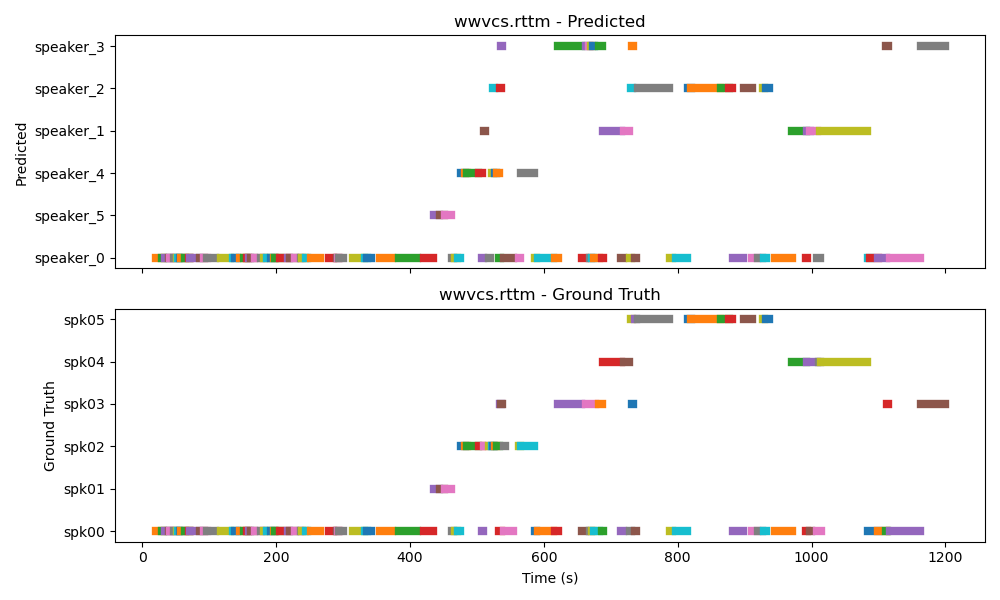 wwvcs.rttm - Predicted
speaker_3
speaker_2
speaker_1
speaker_4
speaker_5
speaker_0
Predicted
wwvcs.rttm - Ground Truth
spk05
spk04
spk03
spk02
spk01
spk00
Ground Truth
0 200 400 600 800 1000 1200
Time (s)